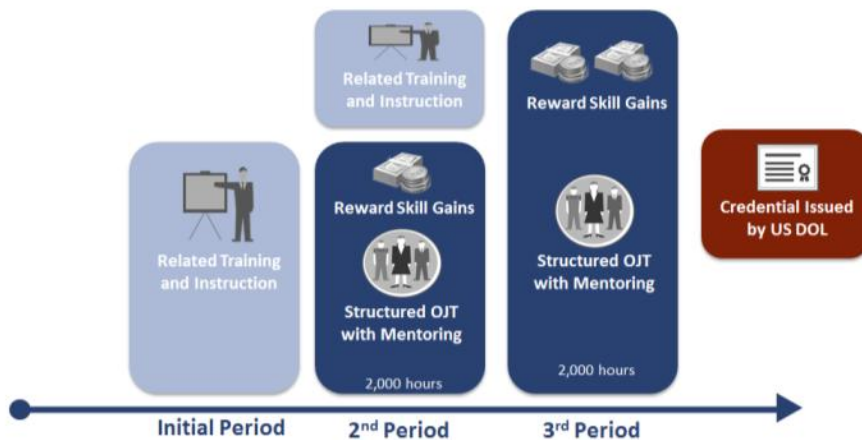 Related Training
and Instruction
Related Training
and Instruction
Reward Skill Gains
Structured OJT
with Mentoring
2,000 hours
Reward Skill Gains
Structured OJT
with Mentoring
2,000 hours
Credential Issued
by US DOL
Initial Period
2nd Period
3rd Period